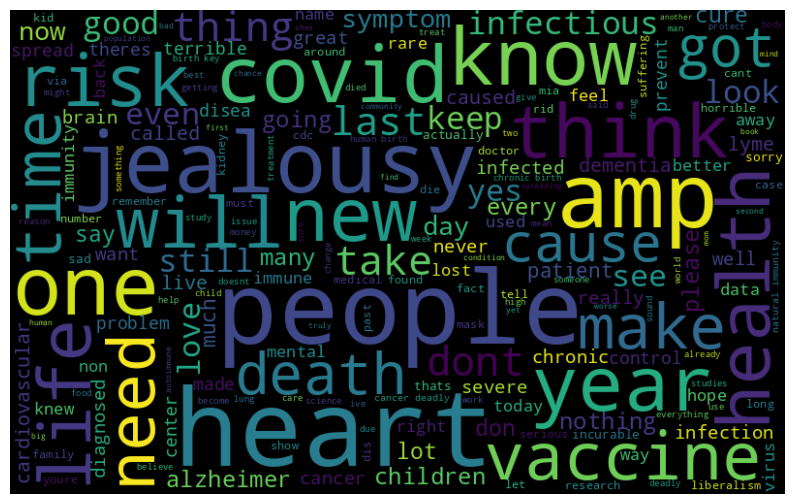 kid
now
good
bad
thing
name
symptom
infectious
cure
another
man
treat
body
spread
theres
terrible
great
rare
population
shes
around
via
might
birth key
back
risk
covid
know
got
suffering
prevent
protect
mind
getting
best
chance
died
give
cant
mia
rid
said
look
brain
even
caused
feel
horrible
time
immunity
called
disea
going
last
keep
community
drug
think
away
cdc
actually
two
book
infected
doctor
dementia
lyme
sorry
something
jealousy
first
human birth
kidney
treatment
find
die
yes
every
chronic birth
better
case
number
remember
must
used
spreading
amp
health
reason
study
issue
will
new
day
never
cause
mean
second
say
money
week
condition
want
change
still
many
take
lost
patient
see
please
mom
well
natural immunity
sad
doesnt
someone
world
one
live
immune
medical
found
fact
tell
really
data
human
help
child
people
past
high
yet
make
worse
sound
problem
much
love
mental
truly
mask
dont
chronic
control
already
life
need
non
autoimmune
made
thats
death
severe
year
studies
hope
food
become
lung
care
science
ive
cancer deadly
work
today
nothing
everything
use
long
knew
center
heart
due
right
don
serious
incurable
infection
big
diagnosed
dis
lot
way
virus
cardiovascular
family
show
vaccine
liberalism
youre
believe
alzheimer
cancer
children
let
research
deadly